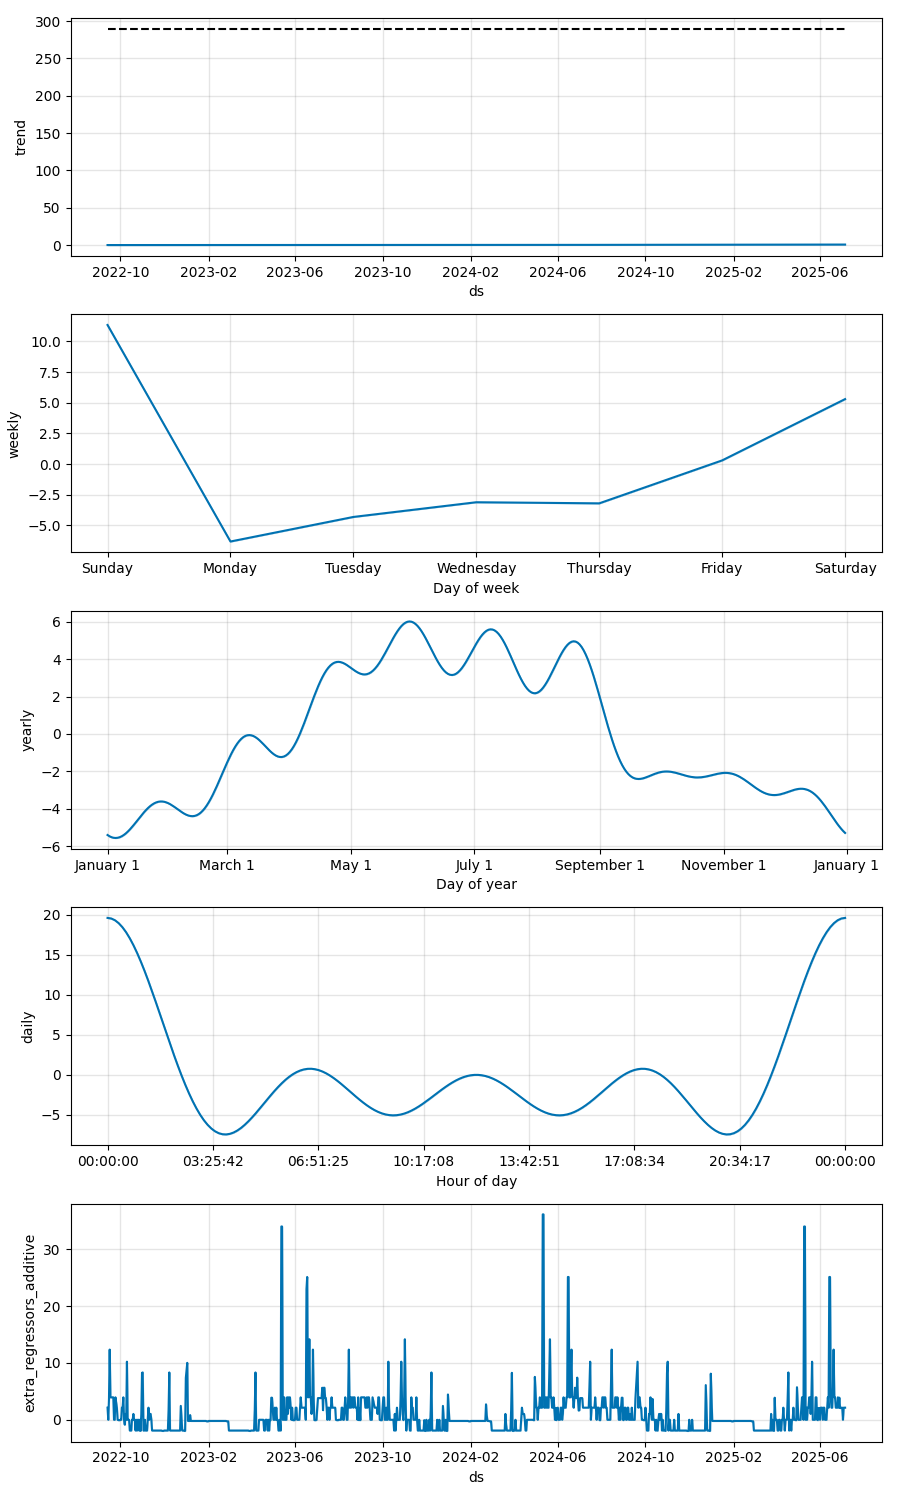 300
250
200
150
100
50
0
trend
2022-10 2023-02 2023-06 2023-10 2024-02 2024-06 2024-10 2025-02 2025-06
ds
10.0
7.5
5.0
2.5
0.0
−2.5
−5.0
weekly
Sunday Monday Tuesday Wednesday Thursday Friday Saturday
Day of week
6
4
2
0
−2
−4
−6
yearly
January 1 March 1 May 1 July 1 September 1 November 1 January 1
Day of year
20
15
10
5
0
−5
daily
00:00:00 03:25:42 06:51:25 10:17:08 13:42:51 17:08:34 20:34:17 00:00:00
Hour of day
30
20
10
0
extra_regressors_additive
2022-10 2023-02 2023-06 2023-10 2024-02 2024-06 2024-10 2025-02 2025-06
ds